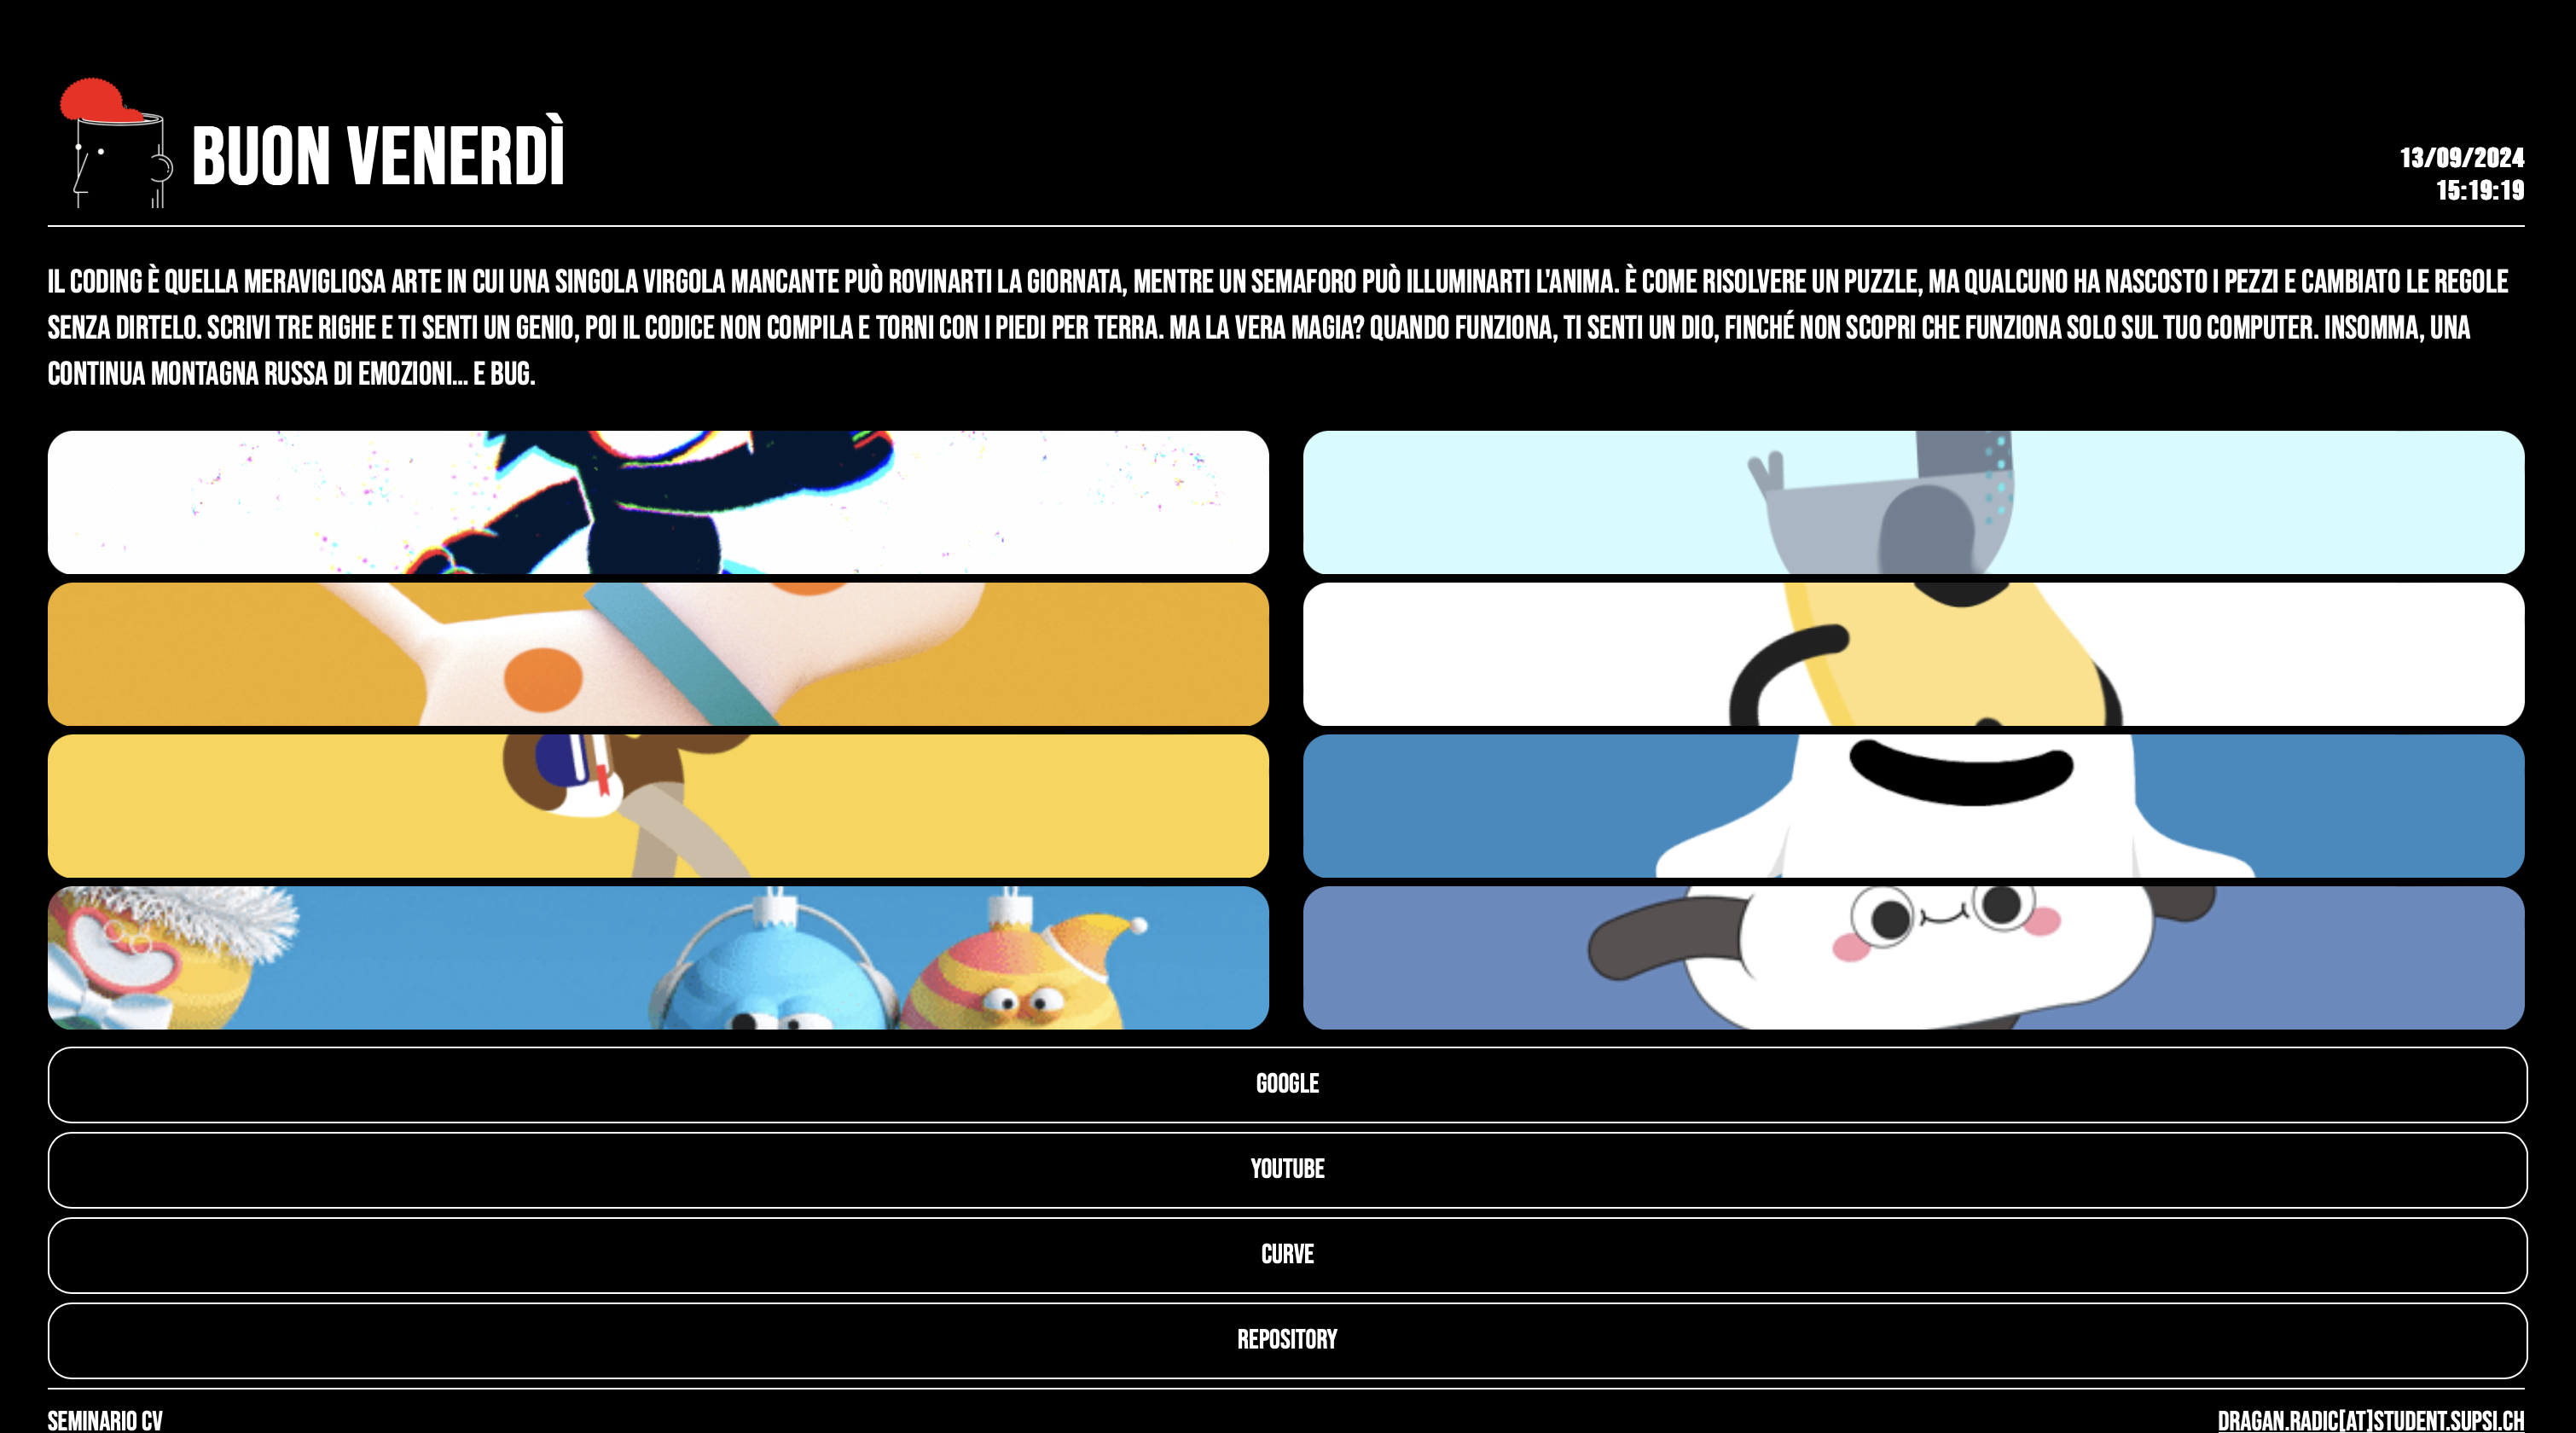 BUON VENERDÌ
13/09/2024
15:19:19
IL CODING È QUELLA MERAVIGLIOSA ARTE IN CUI UNA SINGOLA VIRGOLA MANCANTE PUÒ ROVINARTI LA GIORNATA, MENTRE UN SEMAFORO PUÒ ILLUMINARTI L'ANIMA. È COME RISOLVERE UN PUZZLE, MA QUALCUNO HA NASCOSTO I PEZZI E CAMBIATO LE REGOLE
SENZA DIRTELO. SCRIVI TRE RIGHE E TI SENTI UN GENIO, POI IL CODICE NON COMPILA E TORNI CON I PIEDI PER TERRA. MA LA VERA MAGIA? QUANDO FUNZIONA, TI SENTI UN DIO, FINCHÉ NON SCOPRI CHE FUNZIONA SOLO SUL TUO COMPUTER. INSOMMA, UNA
CONTINUA MONTAGNA RUSSA DI EMOZIONI... E BUG.
GOOGLE
YOUTUBE
CURVE
REPOSITORY
SEMINARIO CV
DRAGAN.RADIC[AT]STUDENT.SUPSI.CH